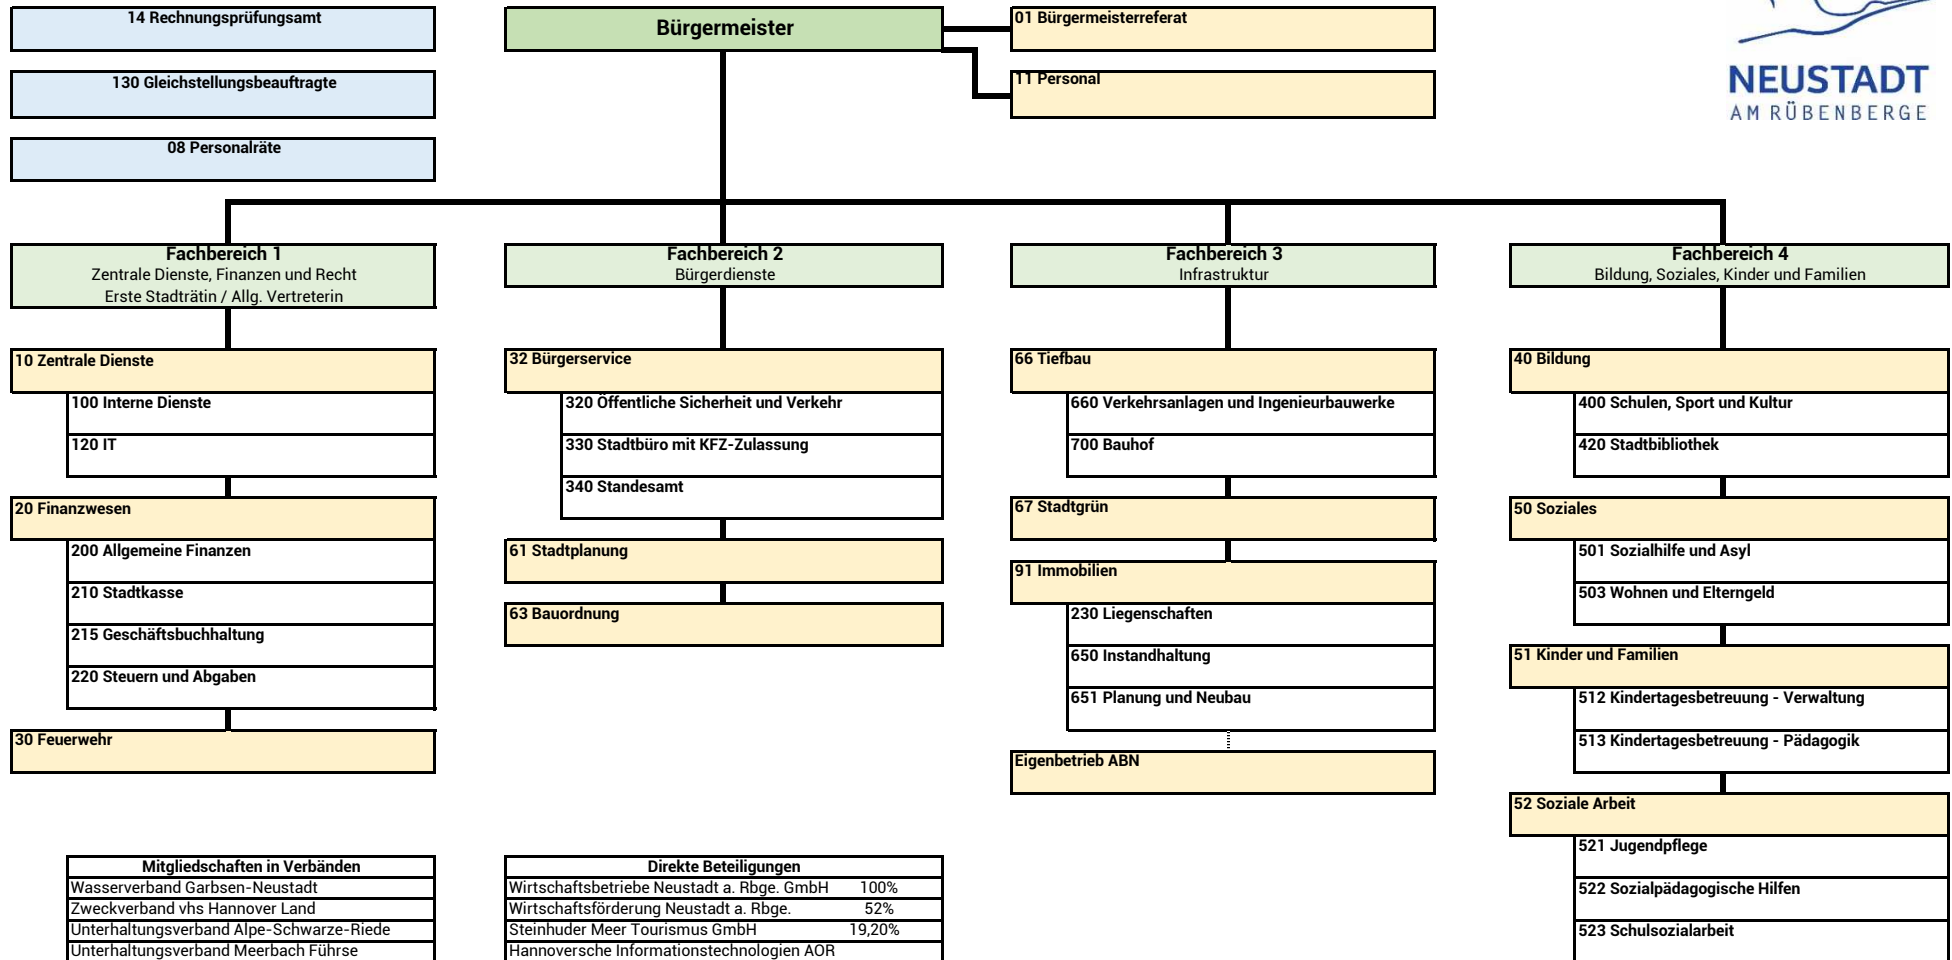 14 Rechnungsprüfungsamt
130 Gleichstellungsbeauftragte
08 Personalräte
Bürgermeister
01 Bürgermeisterreferat
11 Personal
NEUSTADT
AM RÜBENBERGE
Fachbereich 1
Zentrale Dienste, Finanzen und Recht
Erste Stadträtin / Allg. Vertreterin
10 Zentrale Dienste
100 Interne Dienste
120 IT
20 Finanzwesen
200 Allgemeine Finanzen
210 Stadtkasse
215 Geschäftsbuchhaltung
220 Steuern und Abgaben
30 Feuerwehr
Fachbereich 2
Bürgerdienste
32 Bürgerservice
320 Öffentliche Sicherheit und Verkehr
330 Stadtbüro mit KFZ-Zulassung
340 Standesamt
61 Stadtplanung
63 Bauordnung
Fachbereich 3
Infrastruktur
66 Tiefbau
660 Verkehrsanlagen und Ingenieurbauwerke
700 Bauhof
67 Stadtgrün
91 Immobilien
230 Liegenschaften
650 Instandhaltung
651 Planung und Neubau
Eigenbetrieb ABN
Fachbereich 4
Bildung, Soziales, Kinder und Familien
40 Bildung
400 Schulen, Sport und Kultur
420 Stadtbibliothek
50 Soziales
501 Sozialhilfe und Asyl
503 Wohnen und Elterngeld
51 Kinder und Familien
512 Kindertagesbetreuung - Verwaltung
513 Kindertagesbetreuung - Pädagogik
52 Soziale Arbeit
521 Jugendpflege
522 Sozialpädagogische Hilfen
523 Schulsozialarbeit
Mitgliedschaften in Verbänden
Wasserverband Garbsen-Neustadt
Zweckverband vhs Hannover Land
Unterhaltungsverband Alpe-Schwarze-Riede
Unterhaltungsverband Meerbach Führse
Direkte Beteiligungen
Wirtschaftsbetriebe Neustadt a. Rbge. GmbH 100%
Wirtschaftsförderung Neustadt a. Rbge. 52%
Steinhuder Meer Tourismus GmbH 19,20%
Hannoversche Informationstechnologien AÖR